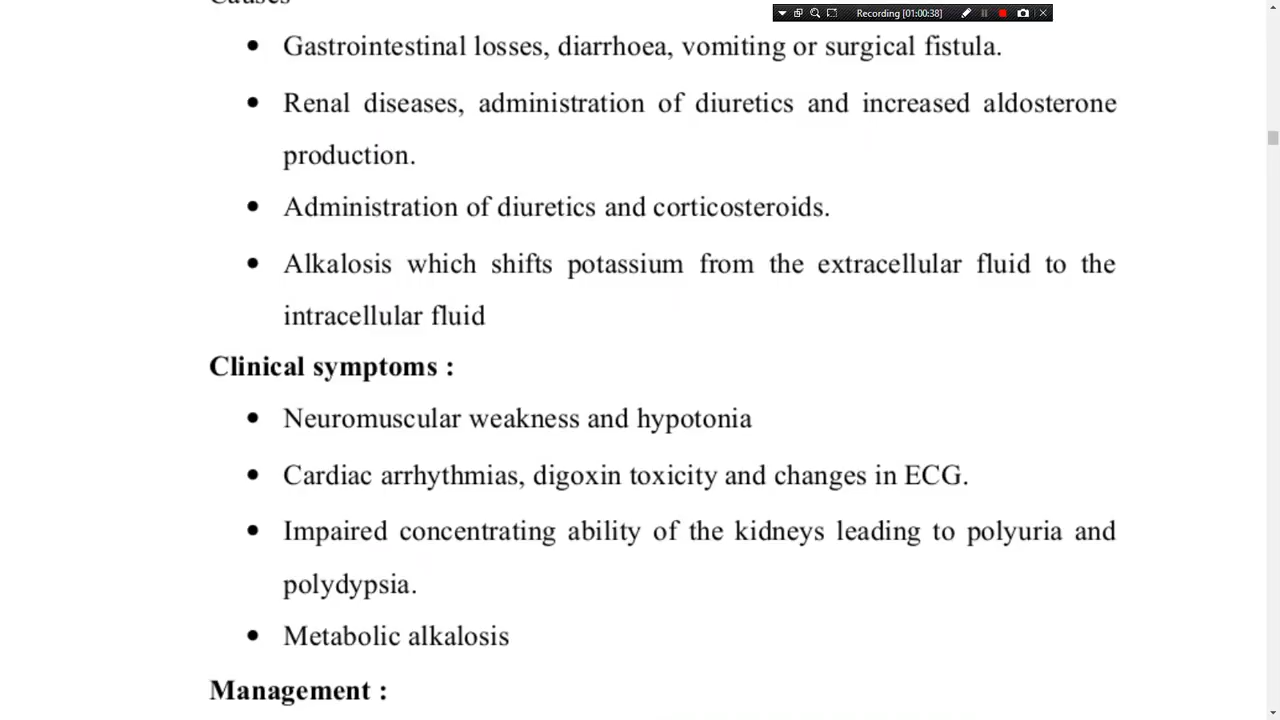 Causes
Recording [01:00:38]
• Gastrointestinal losses, diarrhoea, vomiting or surgical fistula.
• Renal diseases, administration of diuretics and increased aldosterone
production.
• Administration of diuretics and corticosteroids.
• Alkalosis which shifts potassium from the extracellular fluid to the
intracellular fluid
Clinical symptoms :
• Neuromuscular weakness and hypotonia
• Cardiac arrhythmias, digoxin toxicity and changes in ECG.
• Impaired concentrating ability of the kidneys leading to polyuria and
polydypsia.
• Metabolic alkalosis
Management :